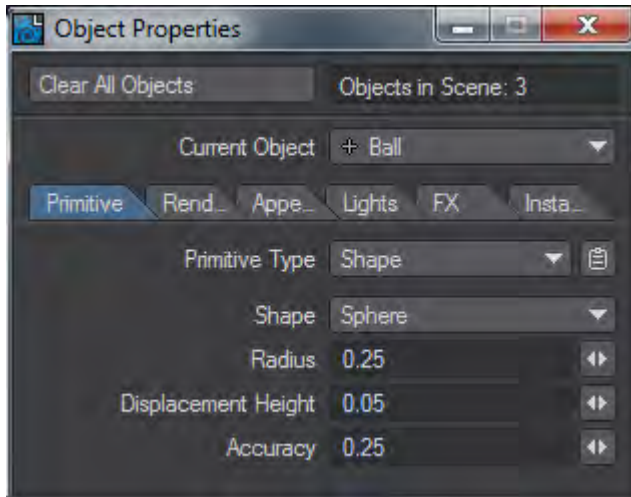 Object Properties
Clear All Objects Objects in Scene: 3
Current Object Ball
Primitive Rend... Appe... Lights FX Insta...
Primitive Type Shape
Shape Sphere
Radius 0.25
Displacement Height 0.05
Accuracy 0.25